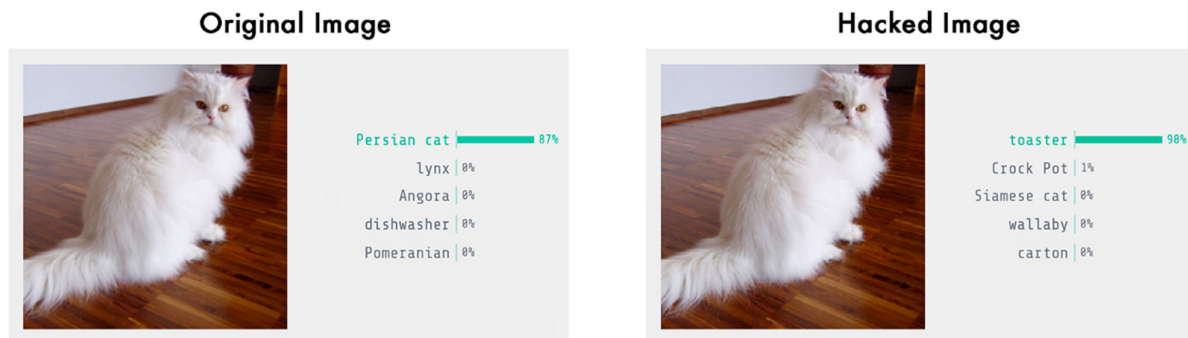 Original Image
Persian cat 87%
lynx 0%
Angora 0%
dishwasher 0%
Pomeranian 0%
Hacked Image
toaster 98%
Crock Pot 1%
Siamese cat 0%
wallaby 0%
carton 0%